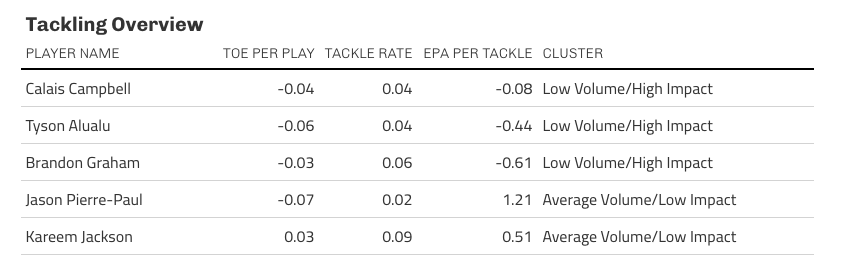 Tackling Overview
PLAYER NAME TOE PER PLAY TACKLE RATE EPA PER TACKLE CLUSTER
Calais Campbell -0.04 0.04 -0.08 Low Volume/High Impact
Tyson Alualu -0.06 0.04 -0.44 Low Volume/High Impact
Brandon Graham -0.03 0.06 -0.61 Low Volume/High Impact
Jason Pierre-Paul -0.07 0.02 1.21 Average Volume/Low Impact
Kareem Jackson 0.03 0.09 0.51 Average Volume/Low Impact